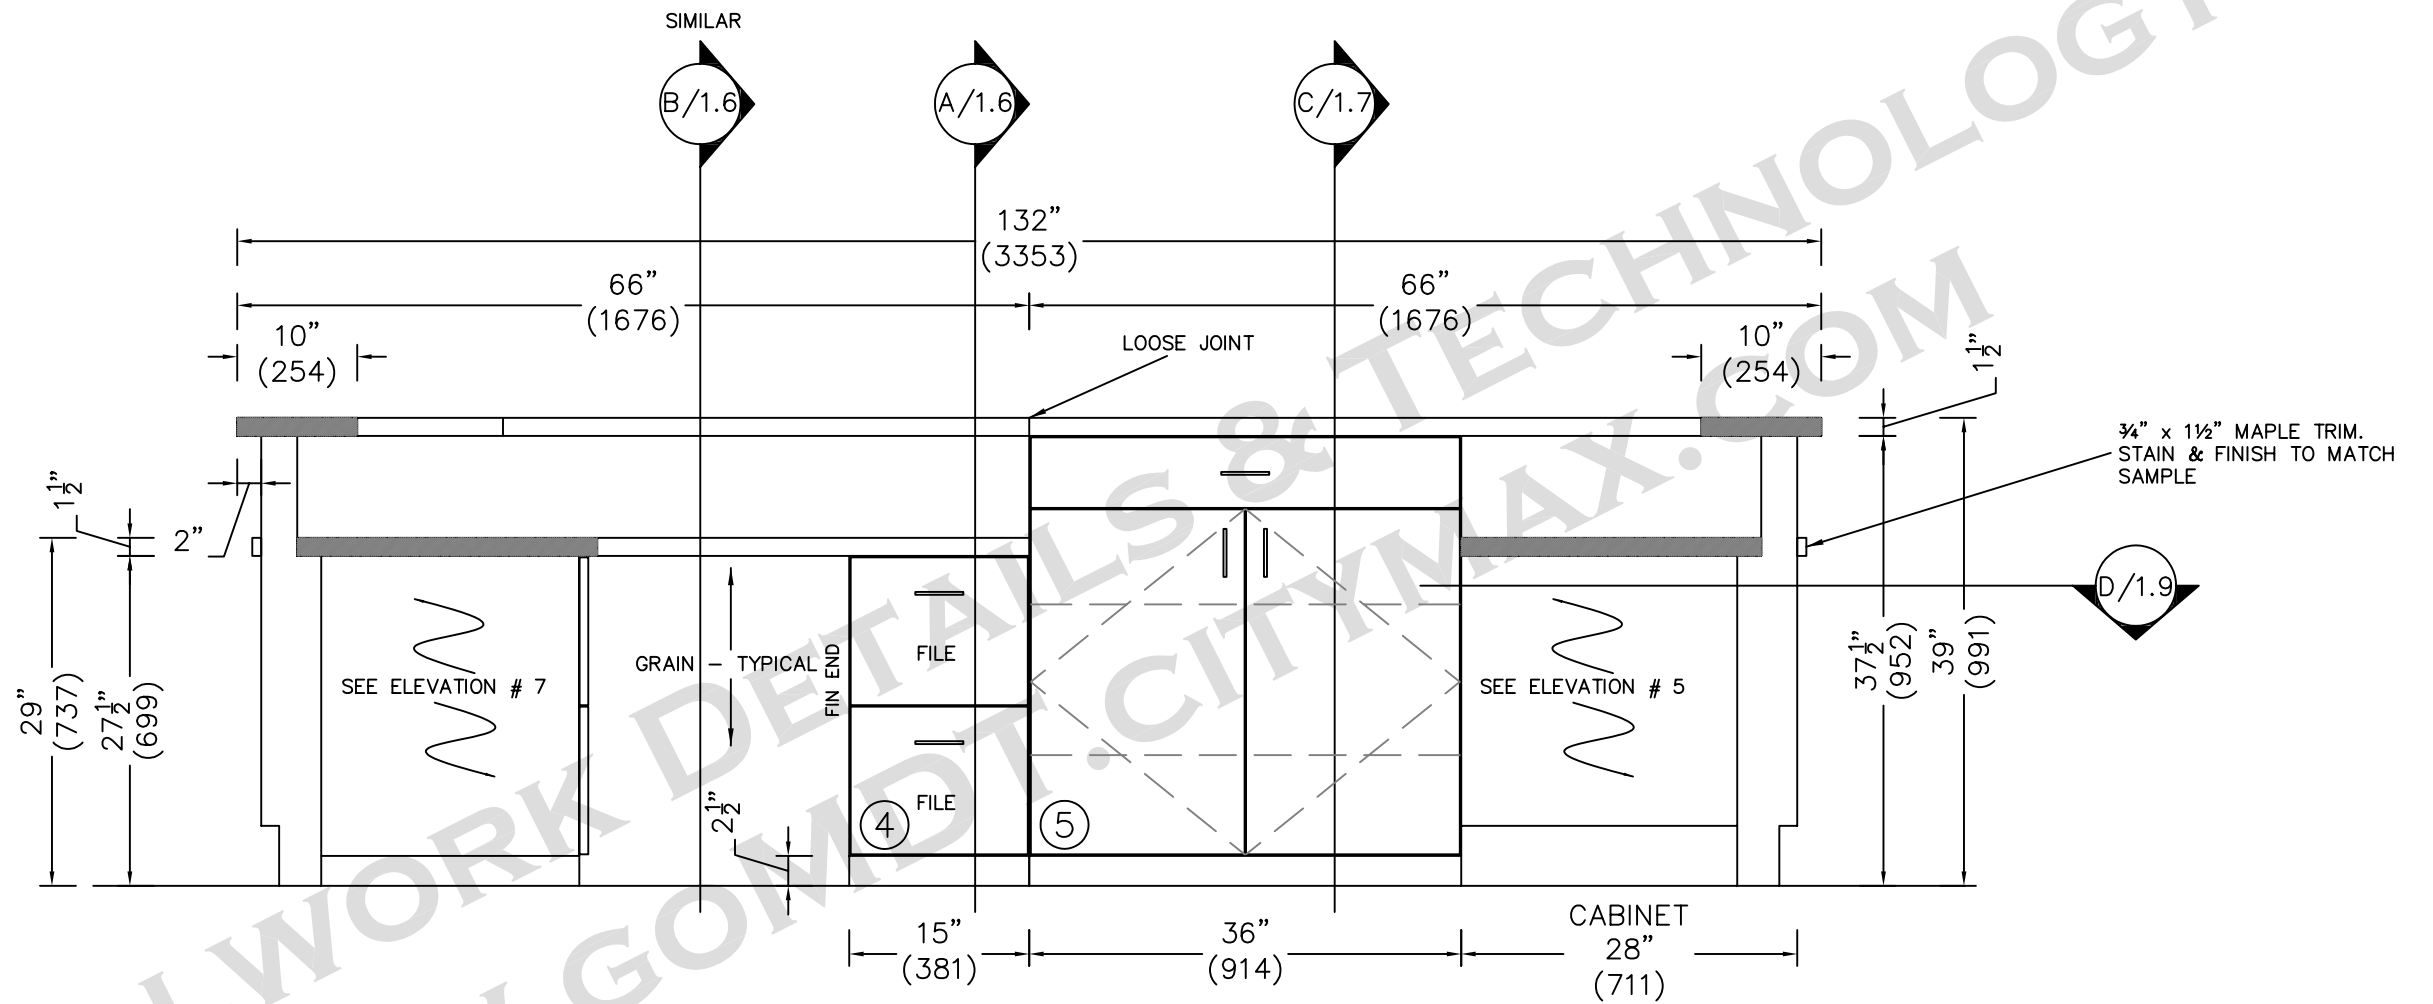 SIMILAR
B/1.6
A/1.6
C/1.7
132”
(3353)
66”
(1676)
66”
(1676)
10”
(254)
LOOSE JOINT
10”
(254)
1½”
¾” x 1½” MAPLE TRIM.
STAIN & FINISH TO MATCH
SAMPLE
1½”
2”
D/1.9
29”
(737)
27½”
(699)
SEE ELEVATION # 7
GRAIN – TYPICAL
FIN END
FILE
FILE
4
5
2½”
SEE ELEVATION # 5
37½”
(952)
39”
(991)
15”
(381)
36”
(914)
CABINET
28”
(711)
WORK DETAILS & TECHNOLOGY
GOMDT.CITYMAX.COM